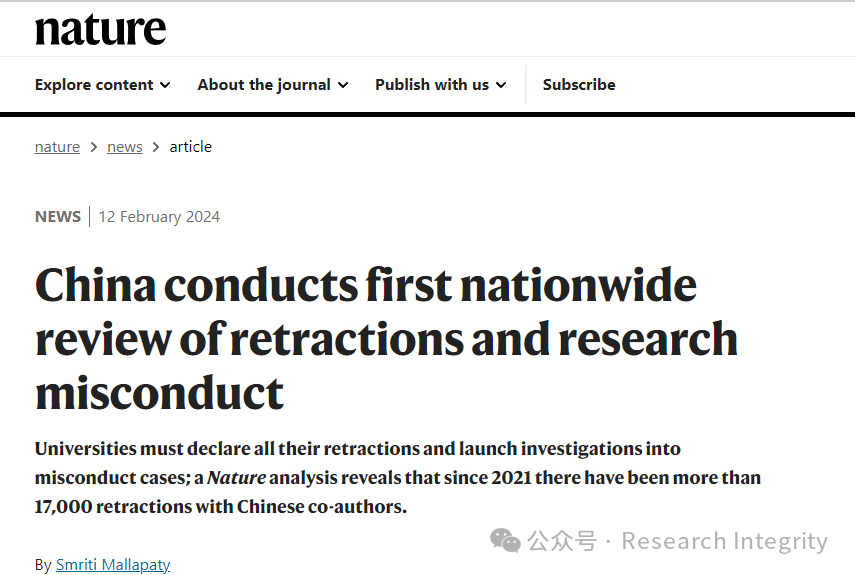 nature
Explore content About the journal Publish with us Subscribe
nature > news > article
NEWS | 12 February 2024
China conducts first nationwide
review of retractions and research
misconduct
Universities must declare all their retractions and launch investigations into
misconduct cases; a Nature analysis reveals that since 2021 there have been more than
17,000 retractions with Chinese co-authors.
公众号 · Research Integrity
By Smriti Mallapaty